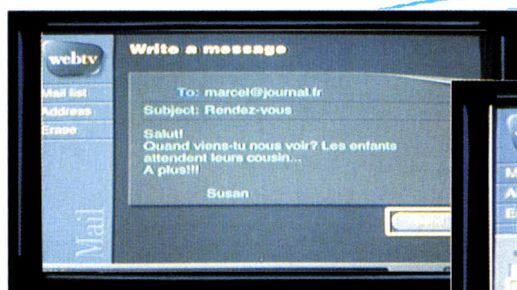 webtv
Write a message
Mail list
Address
Erase
To: marcel@journal.fr
Subject: Rendez-vous
Salut!
Quand viens-tu nous voir? Les enfants
attendent leurs cousin...
A plus!!!
Susan
Mail